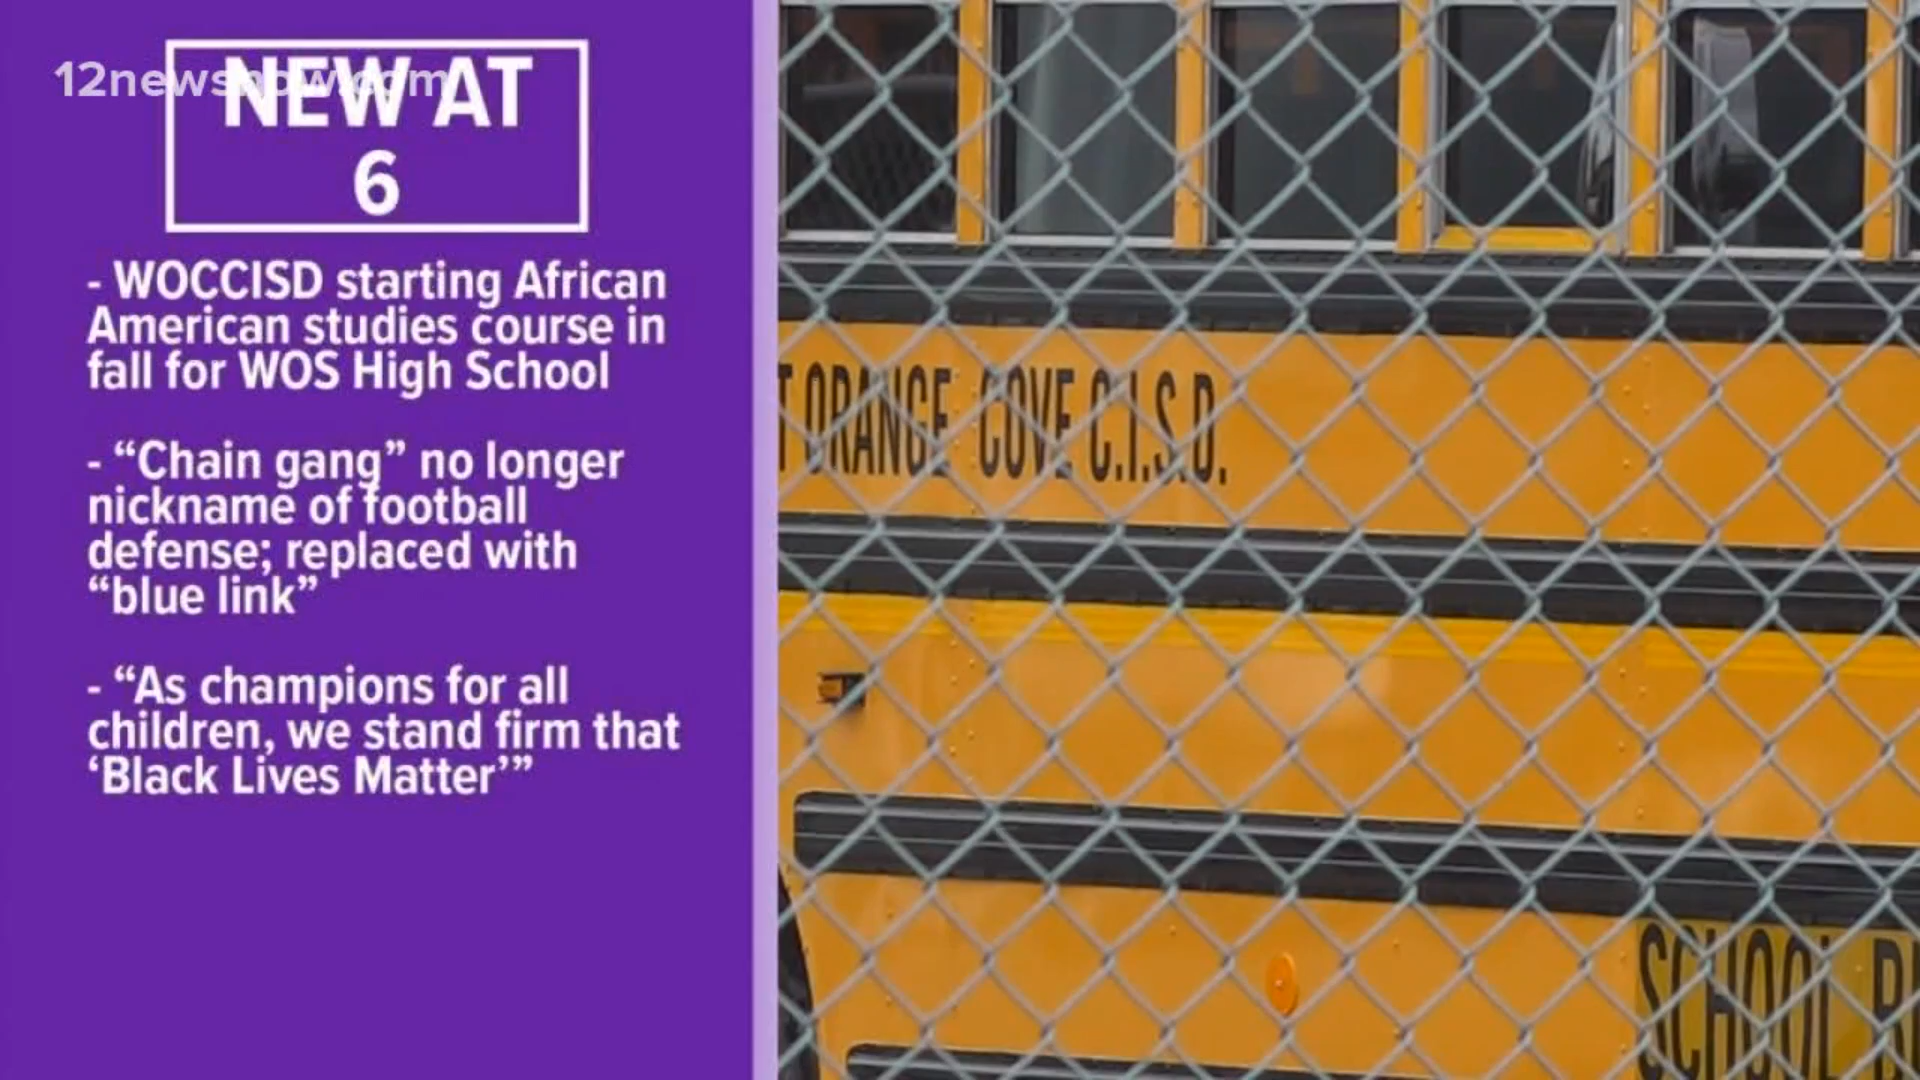 12newsnow.com
NEW AT
6
- WOCCISD starting African
American studies course in
fall for WOS High School
- “Chain gang” no longer
nickname of football
defense; replaced with
“blue link”
- “As champions for all
children, we stand firm that
‘Black Lives Matter’”
T ORANGE COVE C.I.S.D.
SCHOOL